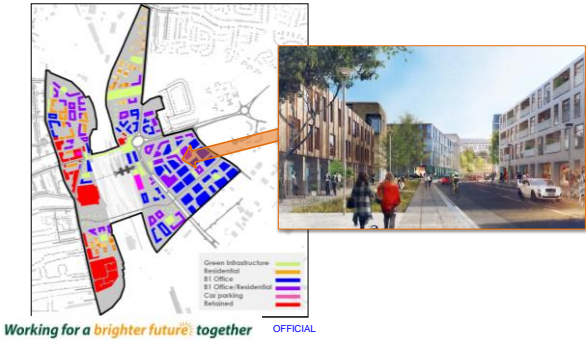 Green Infrastructure
Residential
B1 Office
B1 Office/Residential
Car parking
Retained
Working for a brighter future together
OFFICIAL